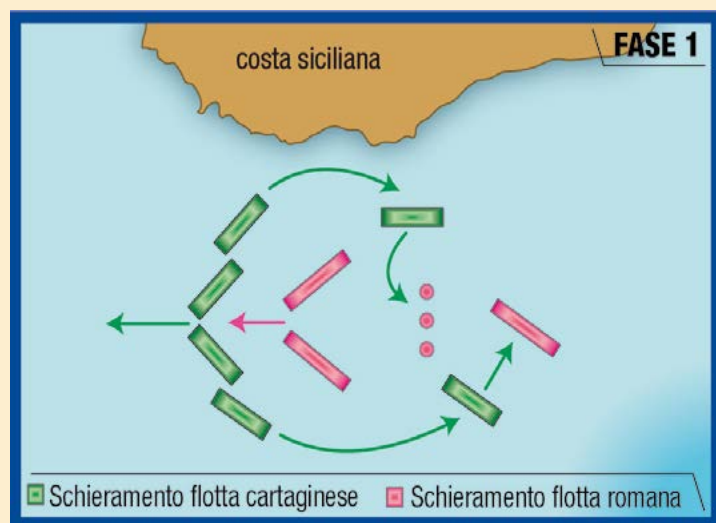 FASE 1
costa siciliana
Schieramento flotta cartaginese
Schieramento flotta romana